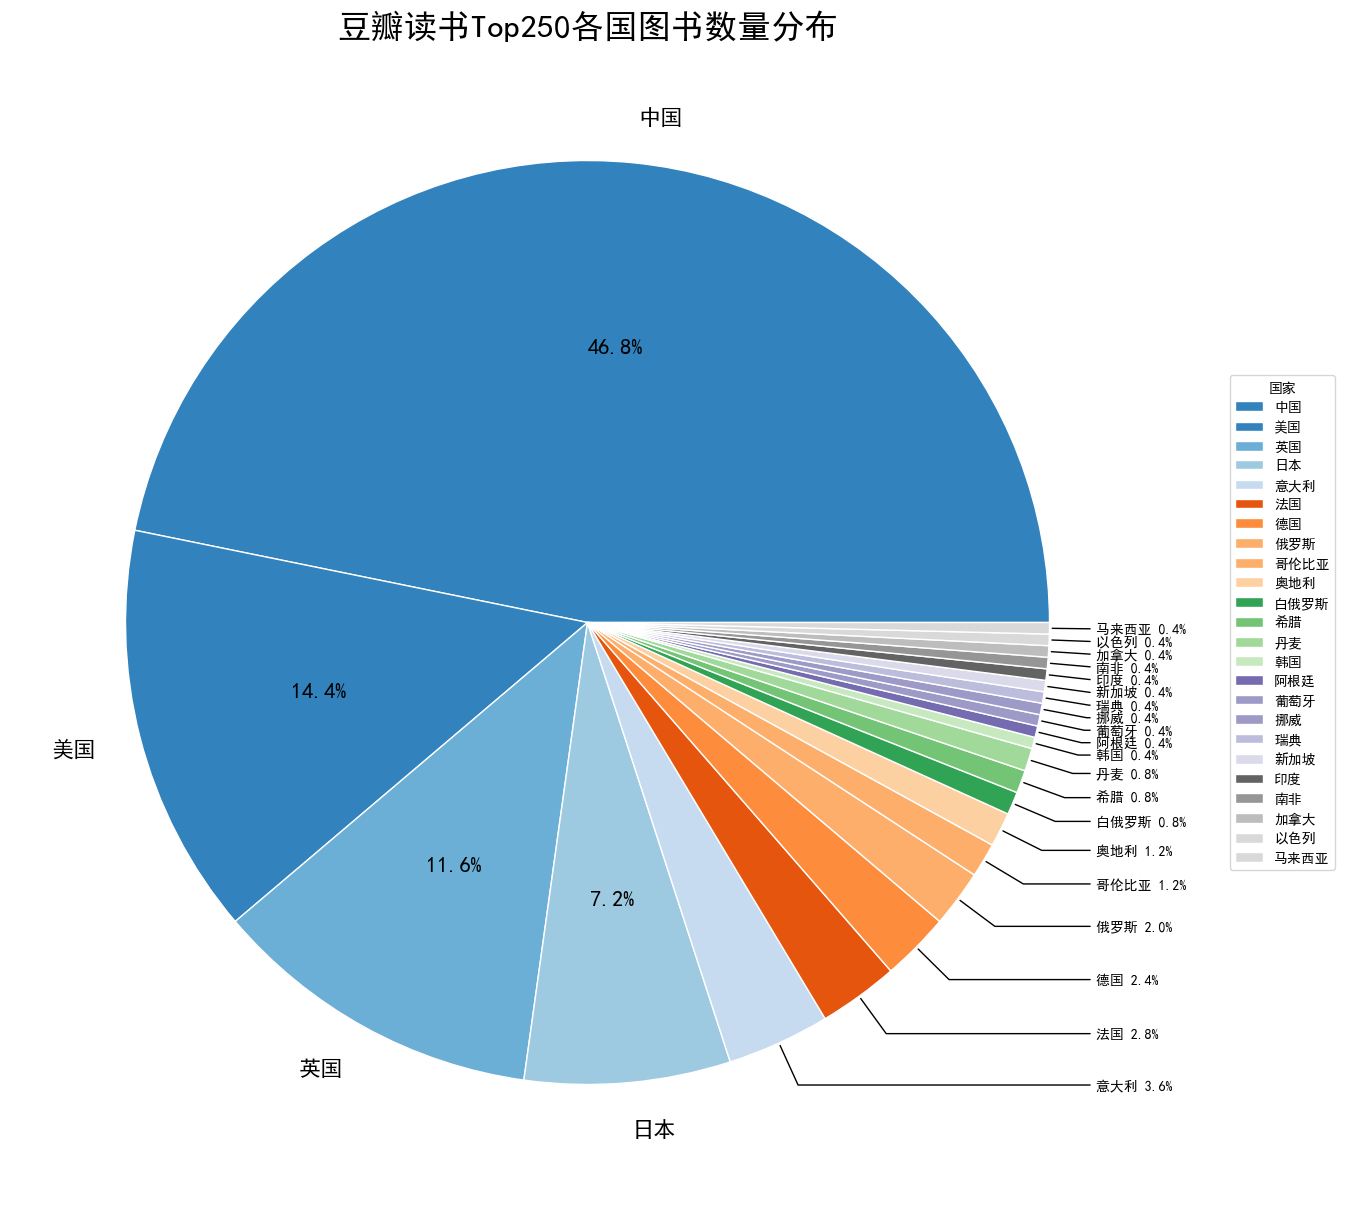 豆瓣读书Top250各国图书数量分布
中国
46.8%
14.4%
美国
11.6%
英国
7.2%
日本
马来西亚 0.4%
以色列 0.4%
加拿大 0.4%
南非 0.4%
印度 0.4%
新加坡 0.4%
瑞典 0.4%
挪威 0.4%
葡萄牙 0.4%
阿根廷 0.4%
韩国 0.4%
丹麦 0.8%
希腊 0.8%
白俄罗斯 0.8%
奥地利 1.2%
哥伦比亚 1.2%
俄罗斯 2.0%
德国 2.4%
法国 2.8%
意大利 3.6%
国家
中国
美国
英国
日本
意大利
法国
德国
俄罗斯
哥伦比亚
奥地利
白俄罗斯
希腊
丹麦
韩国
阿根廷
葡萄牙
挪威
瑞典
新加坡
印度
南非
加拿大
以色列
马来西亚